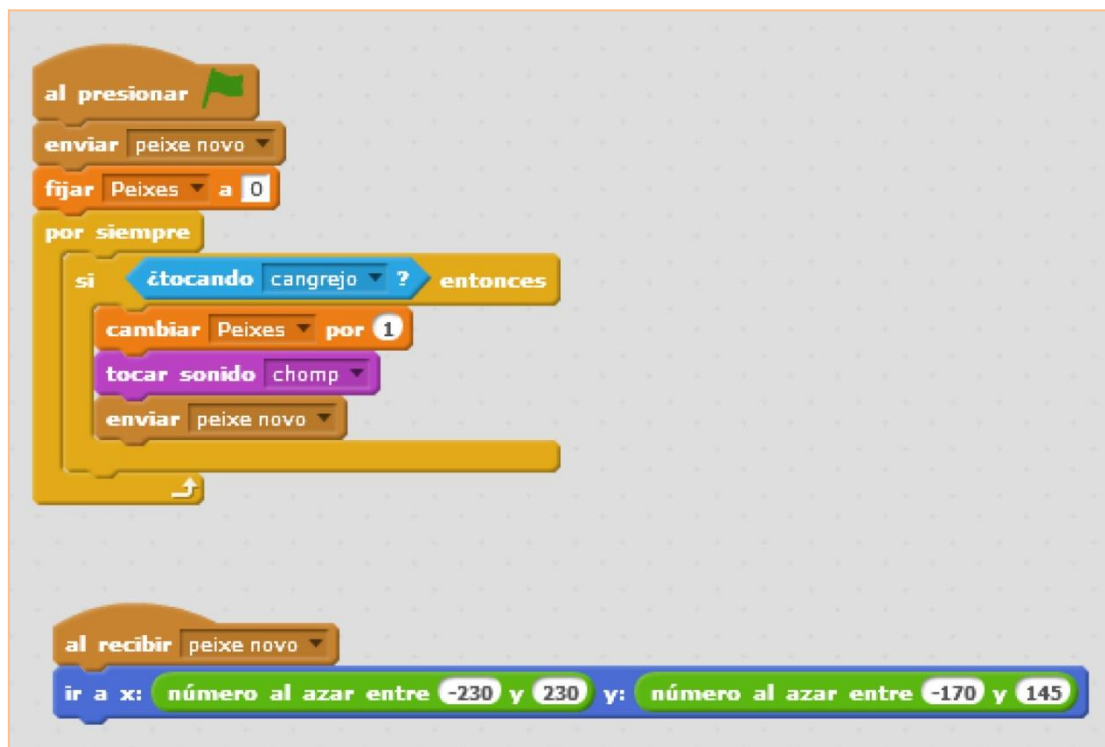 al presionar
enviar peixe novo
fijar Peixes a 0
por siempre
si ¿tocando cangrejo ? entonces
cambiar Peixes por 1
tocar sonido chomp
enviar peixe novo
al recibir peixe novo
ir a x: número al azar entre -230 y 230 y: número al azar entre -170 y 145